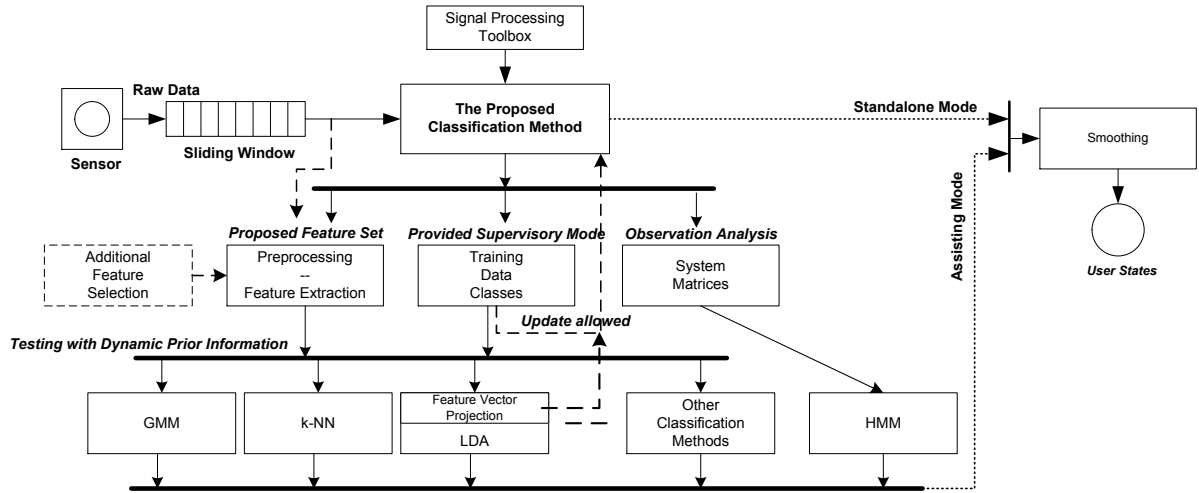 Signal Processing
Toolbox
Raw Data
The Proposed
Classification Method
Standalone Mode
Sensor
Sliding Window
Smoothing
Assisting Mode
Proposed Feature Set
Provided Supervisory Mode
Observation Analysis
User States
Additional
Feature
Selection
Preprocessing
--
Feature Extraction
Training
Data
Classes
System
Matrices
Update allowed
Testing with Dynamic Prior Information
GMM
k-NN
Feature Vector
Projection
LDA
Other
Classification
Methods
HMM